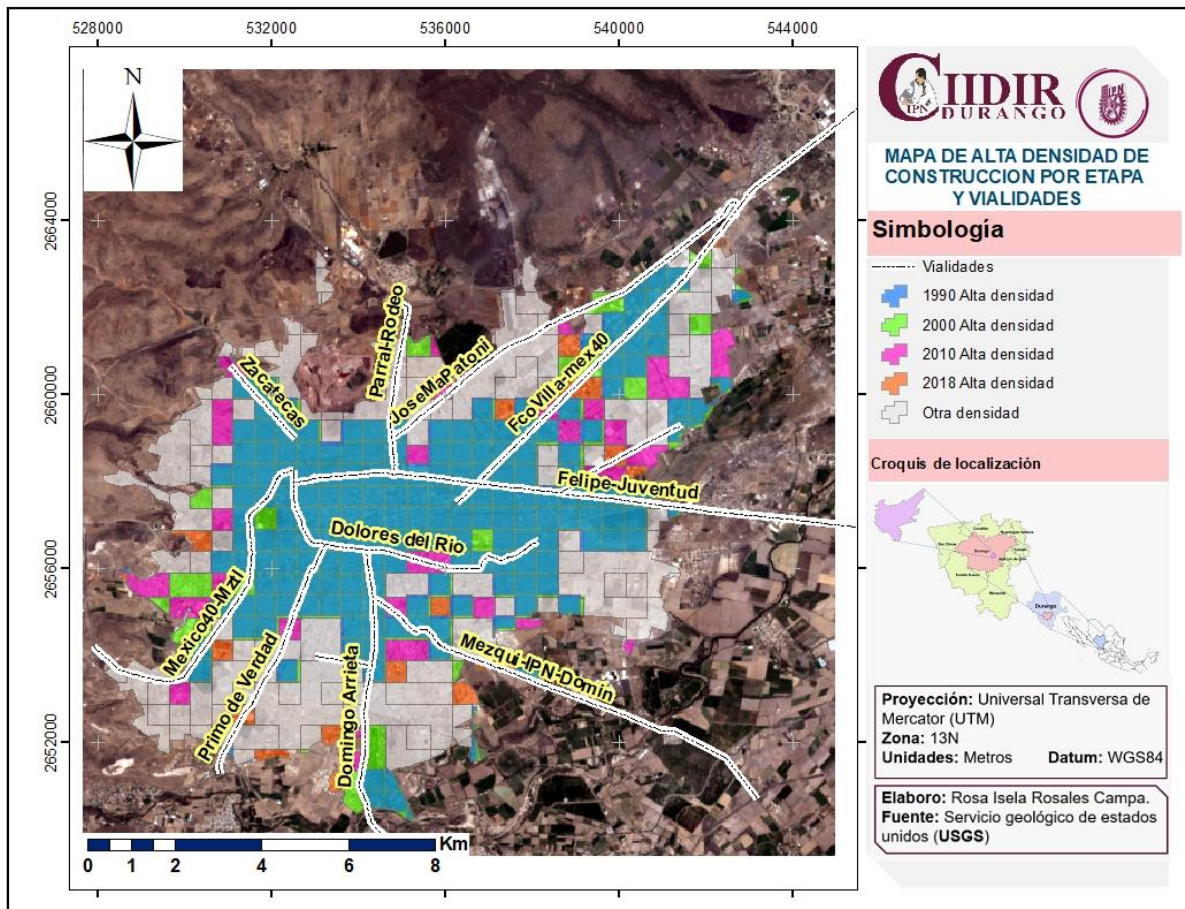 528000
532000
536000
540000
544000
2664000
2660000
2656000
2652000
N
Zacatecas
Parral-Rodeo
JoseMaPatoni
FcoVilla-mex40
Felipe-Juventud
Dolores del Rio
Mexico40-Mztl
Primo de Verdad
Domingo Arrieta
Mezqui-IPN-Domín
Km
0 1 2 4 6 8
CIIDIR
IPN
DURANGO
MAPA DE ALTA DENSIDAD DE
CONSTRUCCION POR ETAPA
Y VIALIDADES
Simbología
Vialidades
1990 Alta densidad
2000 Alta densidad
2010 Alta densidad
2018 Alta densidad
Otra densidad
Croquis de localización
Durango
Durango
Proyección: Universal Transversa de
Mercator (UTM)
Zona: 13N
Unidades: Metros Datum: WGS84
Elaboro: Rosa Isela Rosales Campa.
Fuente: Servicio geológico de estados
unidos (USGS)